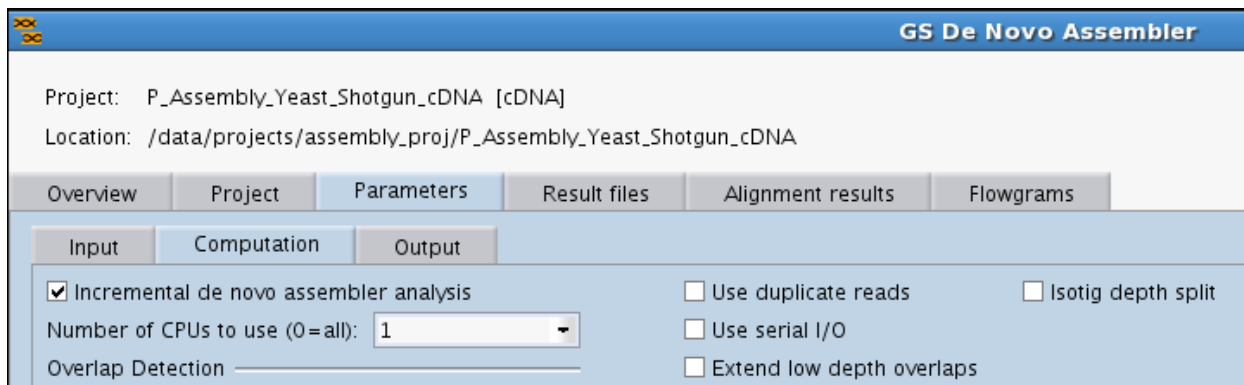 GS De Novo Assembler
Project: P_Assembly_Yeast_Shotgun_cDNA [cDNA]
Location: /data/projects/assembly_proj/P_Assembly_Yeast_Shotgun_cDNA
Overview Project Parameters Result files Alignment results Flowgrams
Input Computation Output
Incremental de novo assembler analysis Use duplicate reads Isotig depth split
Number of CPUs to use (0=all): 1 Use serial I/O
Overlap Detection Extend low depth overlaps